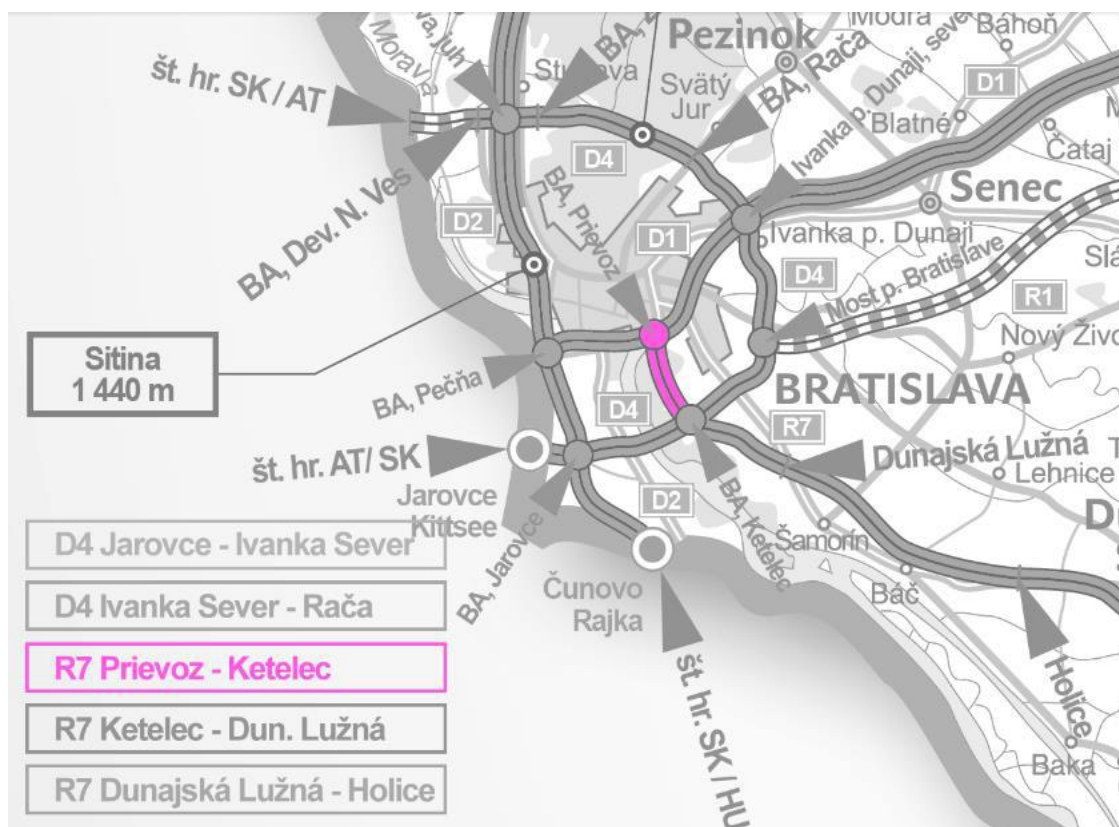 Pezinok
Modra
Báhoň
Morava
Stupava
BA, Rača
p. Dunaji, sever
D1
št. hr. SK / AT
Svätý
Jur
D4
Ivanka p.
Blatné
Čataj
BA, Dev. N. Ves
D2
BA, Prievoz
D1
Senec
Ivanka p. Dunaji
D4
Most p. Bratislave
R1
Nový
Sitina
1 440 m
BA, Pečňa
D4
BRATISLAVA
R7
št. hr. AT/ SK
Dunajská Lužná
Lehnice
Jarovce
Kittsee
D2
BA, Ketelec
Šamorín
BA, Jarovce
Čunovo
Rajka
Báč
D4 Jarovce - Ivanka Sever
D4 Ivanka Sever - Rača
R7 Prievoz - Ketelec
R7 Ketelec - Dun. Lužná
R7 Dunajská Lužná - Holice
št. hr. SK / HU
Holice
Baka